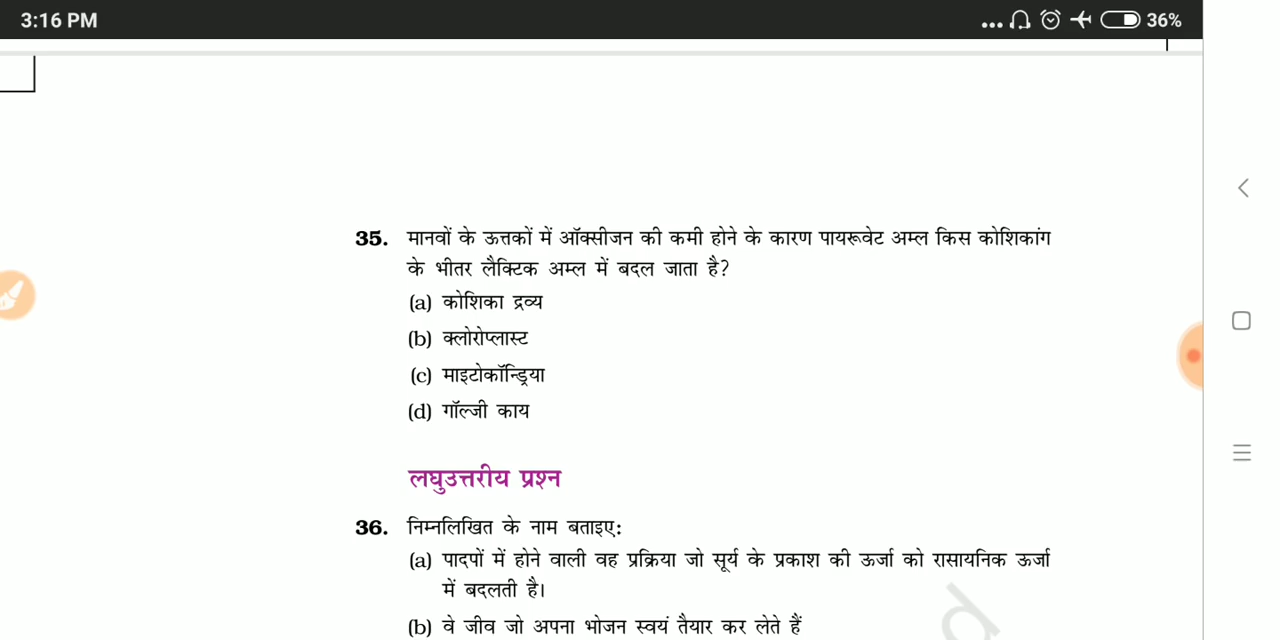 3:16 PM
36%
35. मानवों के ऊत्तकों में ऑक्सीजन की कमी होने के कारण पायरूवेट अम्ल किस कोशिकांग
के भीतर लैक्टिक अम्ल में बदल जाता है?
(a) कोशिका द्रव्य
(b) क्लोरोप्लास्ट
(c) माइटोकॉन्ड्रिया
(d) गॉल्जी काय
लघुउत्तरीय प्रश्न
36. निम्नलिखित के नाम बताइए:
(a) पादपों में होने वाली वह प्रक्रिया जो सूर्य के प्रकाश की ऊर्जा को रासायनिक ऊर्जा
में बदलती है।
(b) वे जीव जो अपना भोजन स्वयं तैयार कर लेते हैं
d